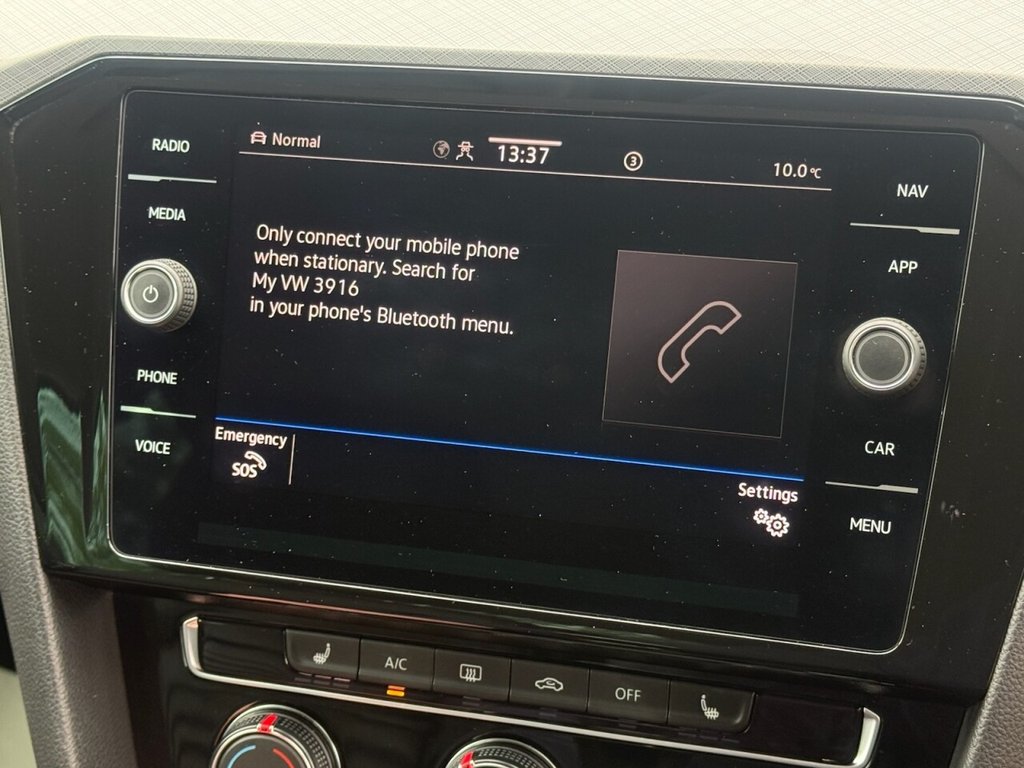 RADIO
MEDIA
PHONE
VOICE
Normal
13:37
3
10.0°C
Only connect your mobile phone
when stationary. Search for
My VW 3916
in your phone's Bluetooth menu.
Emergency
SOS
Settings
NAV
APP
CAR
MENU
A/C
OFF